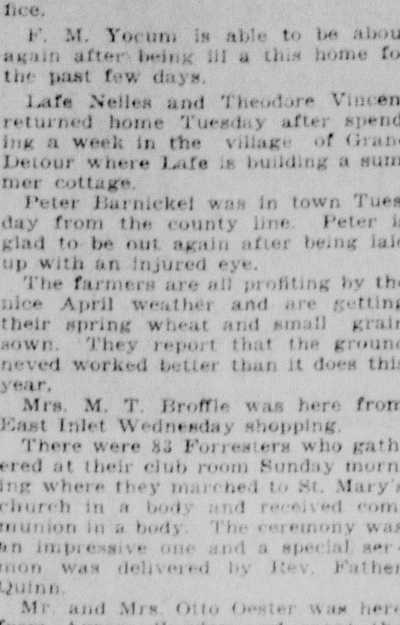 fice.
F. M. Yocum is able to be abou
again after being ill a this home fo
the past few days.
Lafe Nelles and Theodore Vincen
returned home Tuesday after spend
ing a week in the village of Gran
Detour where Lafe is building a sum
mer cottage.
Peter Barnickel was in town Tues
day from the county line. Peter is
glad to be out again after being laid
up with an injured eye.
The farmers are all profiting by the
nice April weather and are getting
their spring wheat and small grain
sown. They report that the ground
neved worked better than it does this
year.
Mrs. M. T. Broffle was here from
East Inlet Wednesday shopping.
There were 83 Forresters who gath
ered at their club room Sunday morn
ing where they marched to St. Mary's
church in a body and received com
munion in a body. The ceremony was
an impressive one and a special ser-
mon was delivered by Rev. Father
Quinn.
Mr. and Mrs. Otto Oester was here